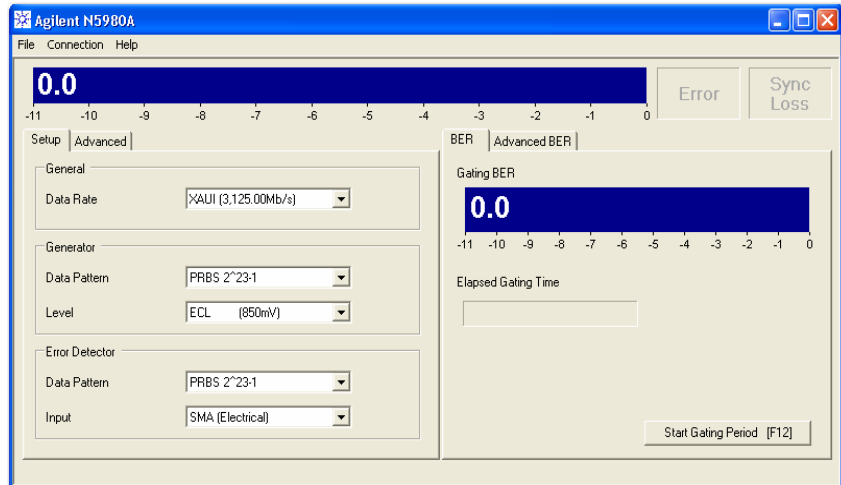 Agilent N5980A
File Connection Help
0.0
-11 -10 -9 -8 -7 -6 -5 -4 -3 -2 -1 0
Error
Sync Loss
Setup Advanced
General
Data Rate XAUI (3,125.00Mb/s)
Generator
Data Pattern PRBS 2^23-1
Level ECL (850mV)
Error Detector
Data Pattern PRBS 2^23-1
Input SMA (Electrical)
BER Advanced BER
Gating BER
0.0
-11 -10 -9 -8 -7 -6 -5 -4 -3 -2 -1 0
Elapsed Gating Time
Start Gating Period [F12]